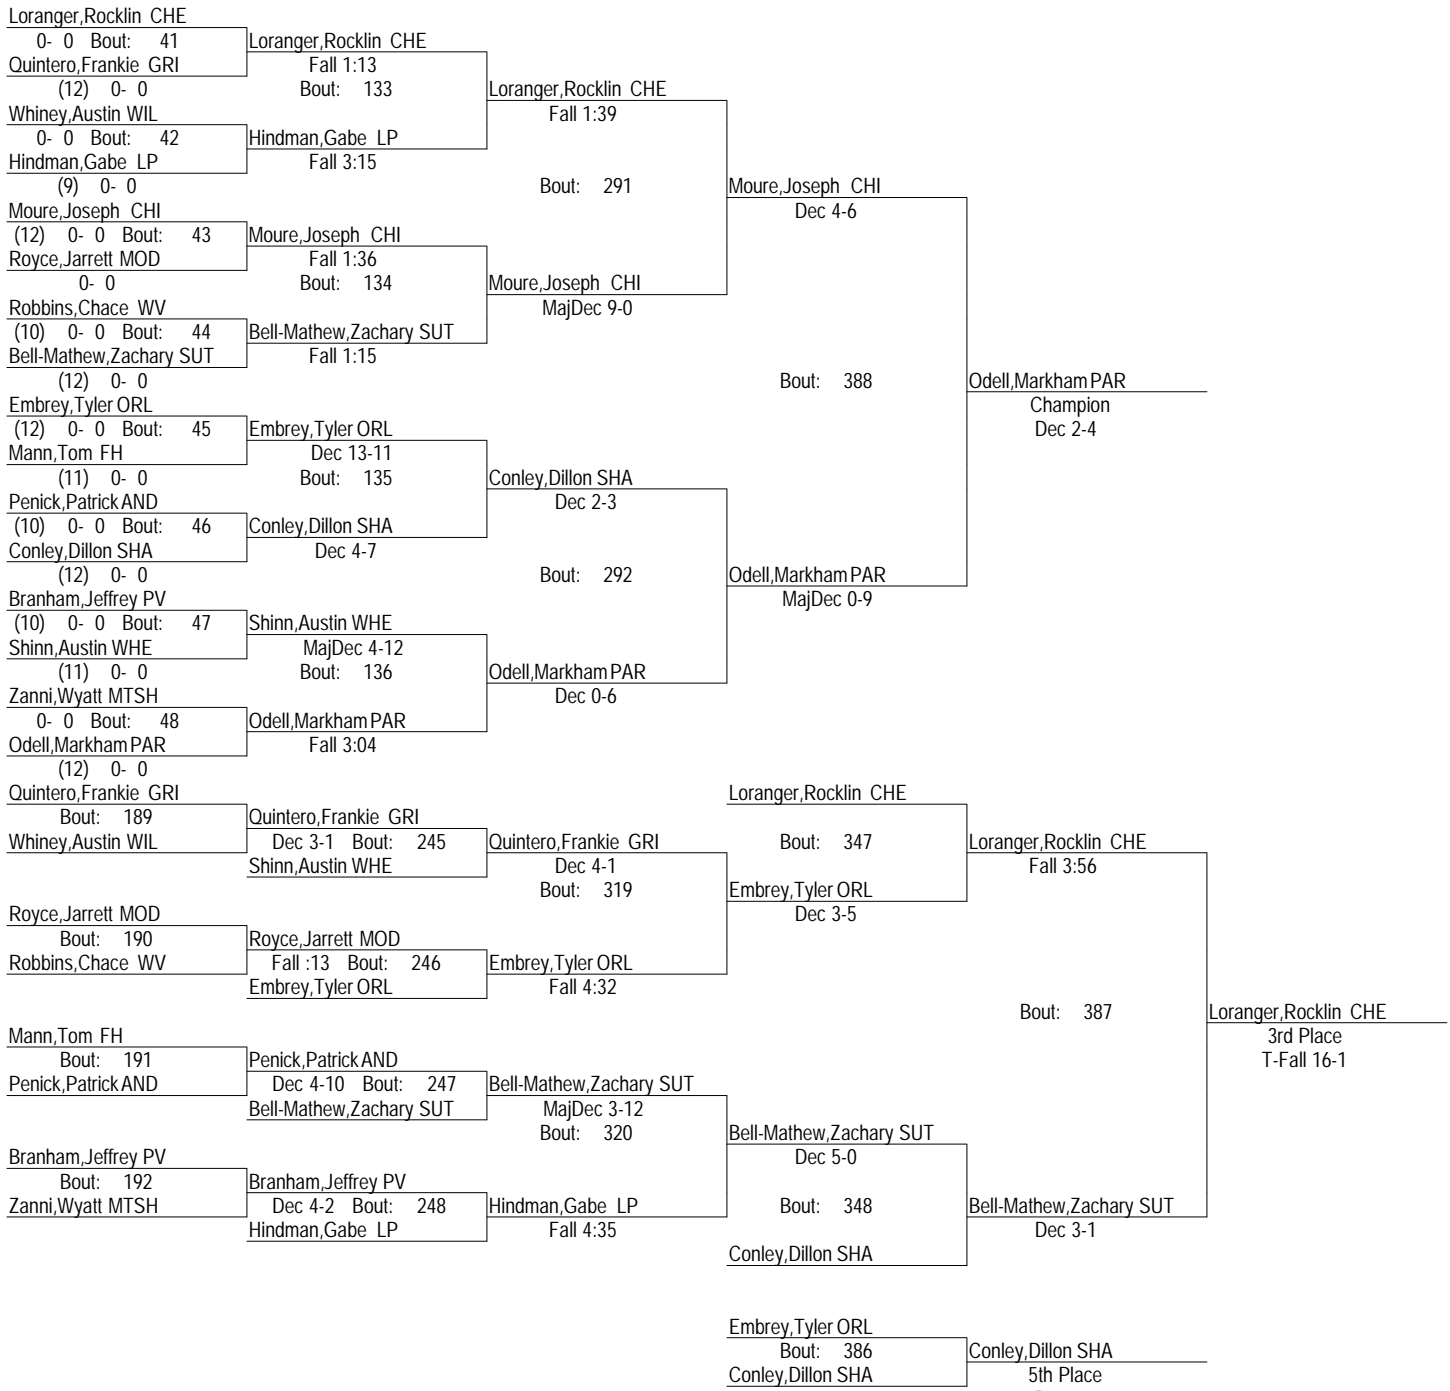 Loranger,Rocklin CHE
0- 0 Bout: 41
Loranger,Rocklin CHE
Quintero,Frankie GRI
Fall 1:13
(12) 0- 0
Bout: 133
Loranger,Rocklin CHE
Whiney,Austin WIL
Fall 1:39
0- 0 Bout: 42
Hindman,Gabe LP
Hindman,Gabe LP
Fall 3:15
(9) 0- 0
Bout: 291
Moure,Joseph CHI
Moure,Joseph CHI
Dec 4-6
(12) 0- 0 Bout: 43
Moure,Joseph CHI
Royce,Jarrett MOD
Fall 1:36
0- 0
Bout: 134
Moure,Joseph CHI
Robbins,Chace WV
MajDec 9-0
(10) 0- 0 Bout: 44
Bell-Mathew,Zachary SUT
Bell-Mathew,Zachary SUT
Fall 1:15
(12) 0- 0
Bout: 388
Odell,Markham PAR
Embrey,Tyler ORL
Champion
(12) 0- 0 Bout: 45
Embrey,Tyler ORL
Dec 2-4
Mann,Tom FH
Dec 13-11
(11) 0- 0
Bout: 135
Conley,Dillon SHA
Penick,Patrick AND
Dec 2-3
(10) 0- 0 Bout: 46
Conley,Dillon SHA
Conley,Dillon SHA
Dec 4-7
(12) 0- 0
Bout: 292
Odell,Markham PAR
Branham,Jeffrey PV
MajDec 0-9
(10) 0- 0 Bout: 47
Shinn,Austin WHE
Shinn,Austin WHE
MajDec 4-12
(11) 0- 0
Bout: 136
Odell,Markham PAR
Zanni,Wyatt MTSH
Dec 0-6
0- 0 Bout: 48
Odell,Markham PAR
Odell,Markham PAR
Fall 3:04
(12) 0- 0
Quintero,Frankie GRI
Loranger,Rocklin CHE
Bout: 189
Quintero,Frankie GRI
Whiney,Austin WIL
Dec 3-1 Bout: 245
Quintero,Frankie GRI
Bout: 347
Loranger,Rocklin CHE
Shinn,Austin WHE
Dec 4-1
Fall 3:56
Bout: 319
Embrey,Tyler ORL
Royce,Jarrett MOD
Dec 3-5
Bout: 190
Royce,Jarrett MOD
Robbins,Chace WV
Fall :13 Bout: 246
Embrey,Tyler ORL
Embrey,Tyler ORL
Fall 4:32
Bout: 387
Loranger,Rocklin CHE
Mann,Tom FH
3rd Place
Bout: 191
Penick,Patrick AND
T-Fall 16-1
Penick,Patrick AND
Dec 4-10 Bout: 247
Bell-Mathew,Zachary SUT
Bell-Mathew,Zachary SUT
MajDec 3-12
Bout: 320
Bell-Mathew,Zachary SUT
Branham,Jeffrey PV
Dec 5-0
Bout: 192
Branham,Jeffrey PV
Zanni,Wyatt MTSH
Dec 4-2 Bout: 248
Hindman,Gabe LP
Bout: 348
Bell-Mathew,Zachary SUT
Hindman,Gabe LP
Fall 4:35
Dec 3-1
Conley,Dillon SHA
Embrey,Tyler ORL
Bout: 386
Conley,Dillon SHA
Conley,Dillon SHA
5th Place